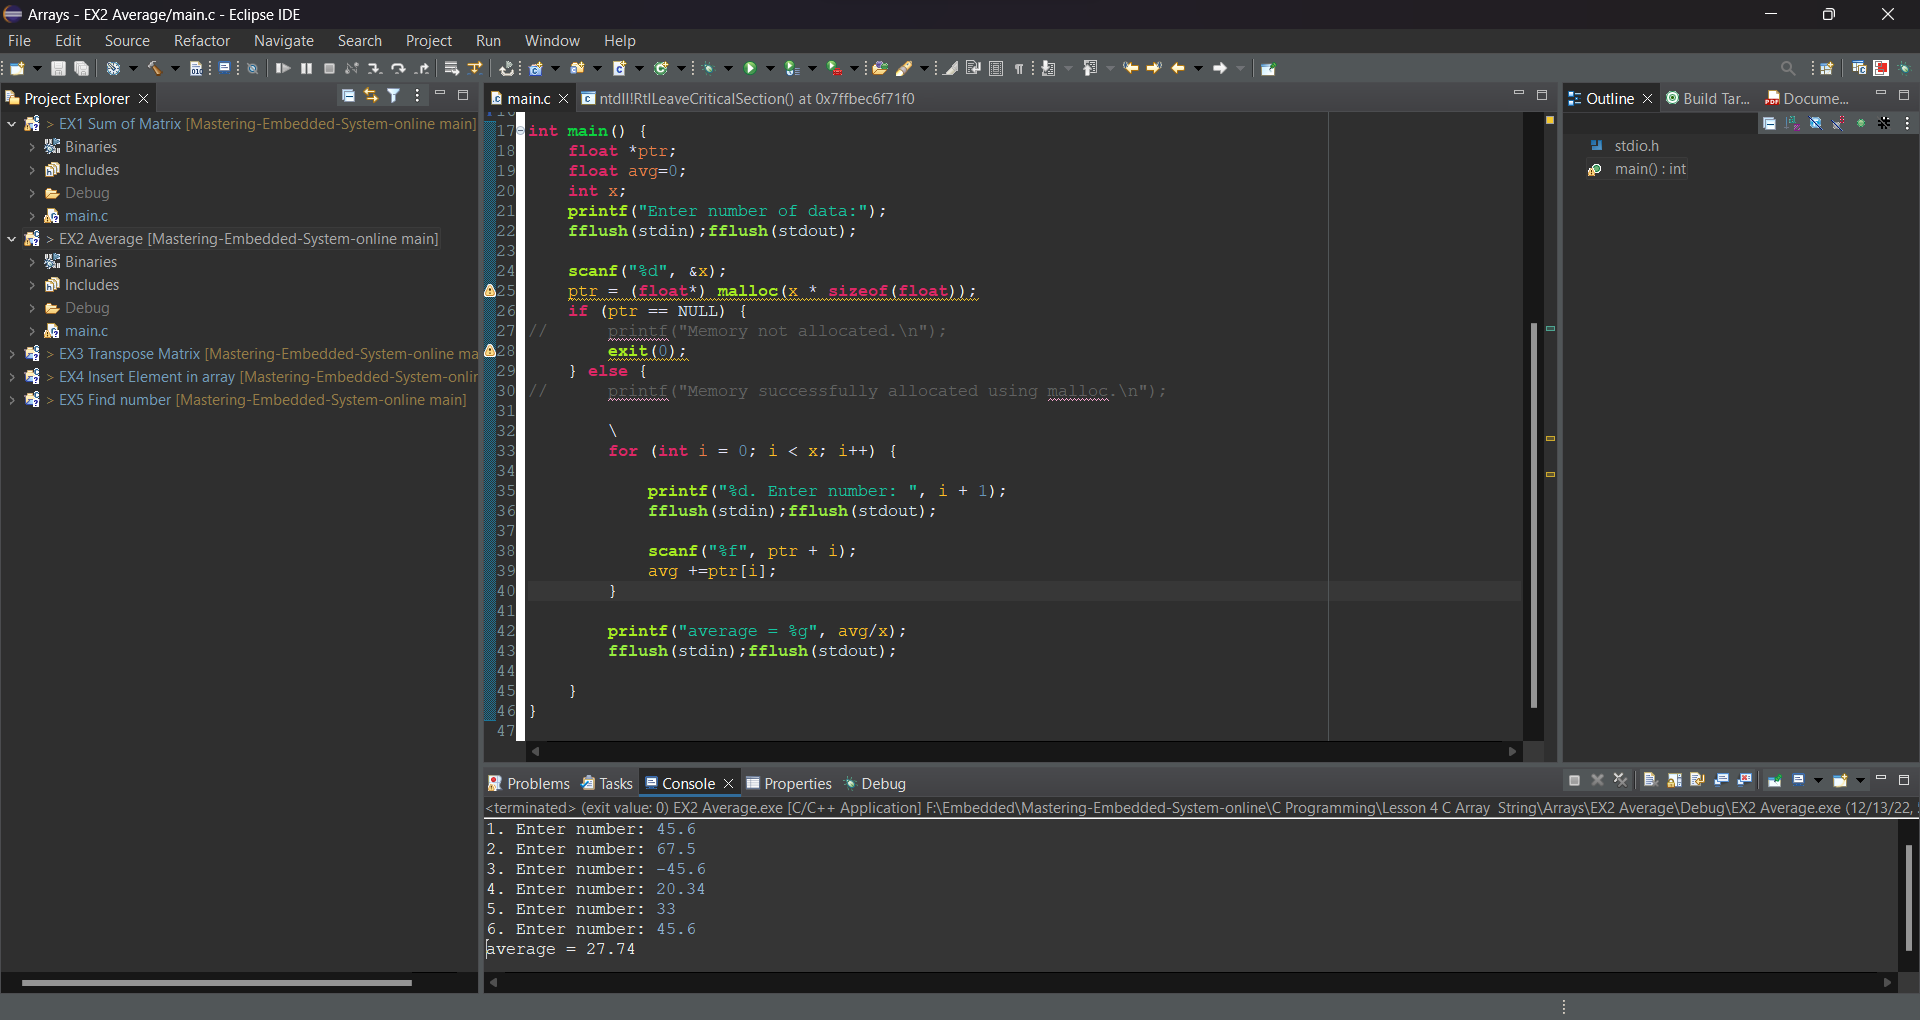 Arrays - EX2 Average/main.c - Eclipse IDE
File Edit Source Refactor Navigate Search Project Run Window Help
Project Explorer
> EX1 Sum of Matrix [Mastering-Embedded-System-online main]
Binaries
Includes
Debug
main.c
> EX2 Average [Mastering-Embedded-System-online main]
Binaries
Includes
Debug
main.c
> EX3 Transpose Matrix [Mastering-Embedded-System-online ma
> EX4 Insert Element in array [Mastering-Embedded-System-onlin
> EX5 Find number [Mastering-Embedded-System-online main]
main.c ntdll!RtlLeaveCriticalSection() at 0x7ffbec6f71f0
17 int main() {
18 float *ptr;
19 float avg=0;
20 int x;
21 printf("Enter number of data:");
22 fflush(stdin);fflush(stdout);
23
24 scanf("%d", &x);
25 ptr = (float*) malloc(x * sizeof(float));
26 if (ptr == NULL) {
27 // printf("Memory not allocated.\n");
28 exit(0);
29 } else {
30 // printf("Memory successfully allocated using malloc.\n");
31
32 \
33 for (int i = 0; i < x; i++) {
34
35 printf("%d. Enter number: ", i + 1);
36 fflush(stdin);fflush(stdout);
37
38 scanf("%f", ptr + i);
39 avg +=ptr[i];
40 }
41
42 printf("average = %g", avg/x);
43 fflush(stdin);fflush(stdout);
44
45 }
46 }
47
Outline Build Tar... Docume...
stdio.h
main() : int
Problems Tasks Console Properties Debug
<terminated> (exit value: 0) EX2 Average.exe [C/C++ Application] F:\Embedded\Mastering-Embedded-System-online\C Programming\Lesson 4 C Array String\Arrays\EX2 Average\Debug\EX2 Average.exe (12/13/22,
1. Enter number: 45.6
2. Enter number: 67.5
3. Enter number: -45.6
4. Enter number: 20.34
5. Enter number: 33
6. Enter number: 45.6
average = 27.74